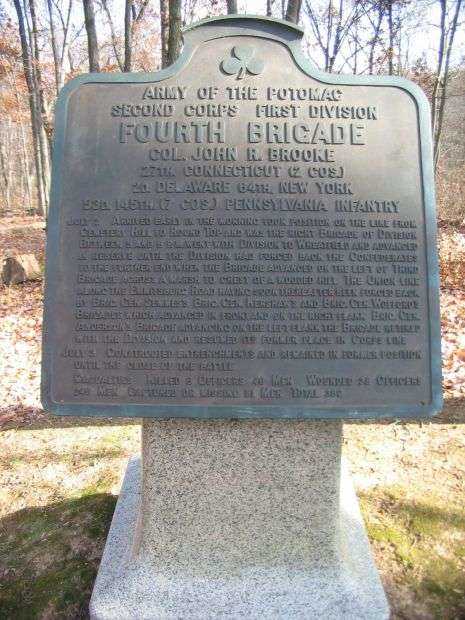 ARMY OF THE POTOMAC
SECOND CORPS FIRST DIVISION
FOURTH BRIGADE
COL. JOHN R. BROOKE
27TH. CONNECTICUT (2 COS.)
2D. DELAWARE 64TH. NEW YORK
53D. 145TH. (7 COS.) PENNSYLVANIA INFANTRY
JULY 2 ARRIVED EARLY IN THE MORNING TOOK POSITION ON THE LINE FROM
CEMETERY HILL TO ROUND TOP AND WAS THE RIGHT BRIGADE OF DIVISION.
BETWEEN 5 AND 6 P.M. WENT WITH DIVISION TO WHEATFIELD AND ADVANCED
IN RESERVE UNTIL THE DIVISION HAD FORCED BACK THE CONFEDERATES
TO THE FURTHER END WHEN THE BRIGADE ADVANCED ON THE LEFT OF THIRD
BRIGADE ACROSS A MARSH TO CREST OF A WOODED HILL. THE UNION LINE
ALONG THE EMMITSBURG ROAD HAVING SOON THEREAFTER BEEN FORCED BACK
BY BRIG. GEN. SEMMES'S BRIG. GEN. KERSHAW'S AND BRIG. GEN. WOFFORD'S
BRIGADES WHICH ADVANCED IN FRONT AND ON THE RIGHT FLANK BRIG. GEN.
ANDERSON'S BRIGADE ADVANCING ON THE LEFT FLANK THE BRIGADE RETIRED
WITH THE DIVISION AND RESUMED ITS FORMER PLACE IN CORPS LINE
JULY 3. CONSTRUCTED ENTRENCHMENTS AND REMAINED IN FORMER POSITION
UNTIL THE CLOSE OF THE BATTLE
CASUALTIES KILLED OFFICERS MEN WOUNDED OFFICERS
MEN CAPTURED OR MISSING MEN TOTAL